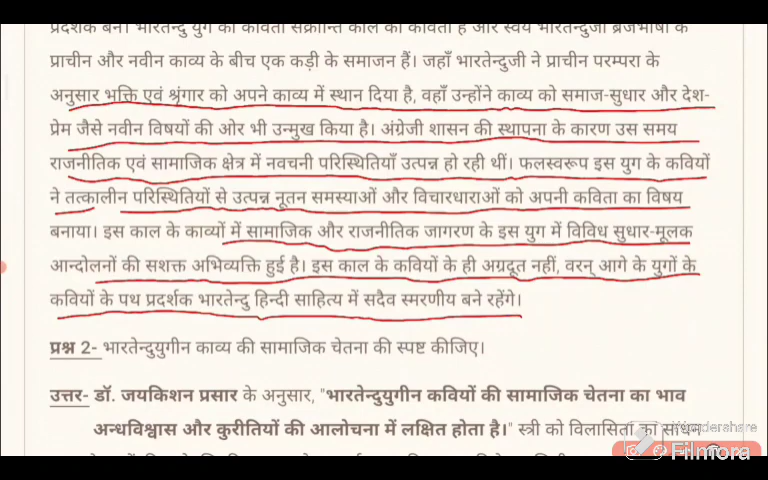 प्रदर्शक बने। भारतेन्दु युग की कविता संक्रान्ति काल की कविता है और स्वयं भारतेन्दुजी ब्रजभाषा के
प्राचीन और नवीन काव्य के बीच एक कड़ी के समाजन हैं। जहाँ भारतेन्दुजी ने प्राचीन परम्परा के
अनुसार भक्ति एवं श्रृंगार को अपने काव्य में स्थान दिया है, वहाँ उन्होंने काव्य को समाज-सुधार और देश-
प्रेम जैसे नवीन विषयों की ओर भी उन्मुख किया है। अंग्रेजी शासन की स्थापना के कारण उस समय
राजनीतिक एवं सामाजिक क्षेत्र में नवचनी परिस्थितियाँ उत्पन्न हो रही थीं। फलस्वरूप इस युग के कवियों
ने तत्कालीन परिस्थितियों से उत्पन्न नूतन समस्याओं और विचारधाराओं को अपनी कविता का विषय
बनाया। इस काल के काव्यों में सामाजिक और राजनीतिक जागरण के इस युग में विविध सुधार-मूलक
आन्दोलनों की सशक्त अभिव्यक्ति हुई है। इस काल के कवियों के ही अग्रदूत नहीं, वरन् आगे के युगों के
कवियों के पथ प्रदर्शक भारतेन्दु हिन्दी साहित्य में सदैव स्मरणीय बने रहेंगे।
प्रश्न 2- भारतेन्दुयुगीन काव्य की सामाजिक चेतना की स्पष्ट कीजिए।
उत्तर- डॉ. जयकिशन प्रसार के अनुसार, "भारतेन्दुयुगीन कवियों की सामाजिक चेतना का भाव
अन्धविश्वास और कुरीतियों की आलोचना में लक्षित होता है।" स्त्री को विलासिता का साधन
Wondershare
Filmora